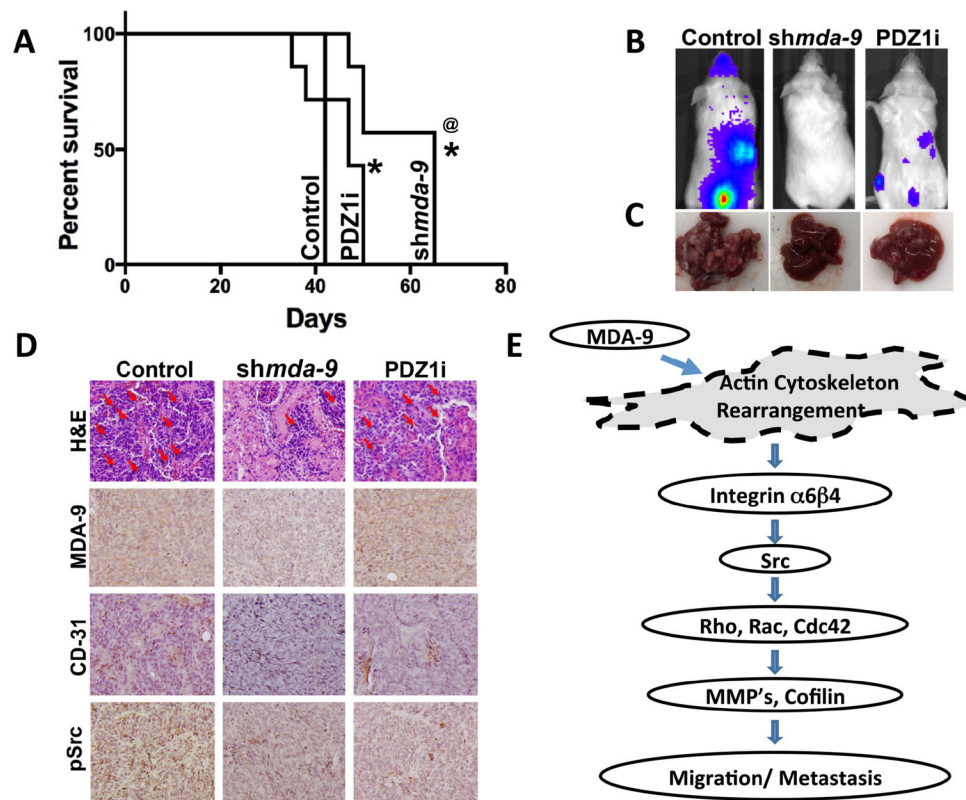 A
Percent survival
100
50
0
0 20 40 60 80
Days
Control
PDZ1i
shmda-9
*
@
*
B
Control shmda-9 PDZ1i
C
D
Control shmda-9 PDZ1i
H&E
MDA-9
CD-31
pSrc
E
MDA-9
Actin Cytoskeleton
Rearrangement
Integrin α6β4
Src
Rho, Rac, Cdc42
MMP's, Cofilin
Migration/ Metastasis